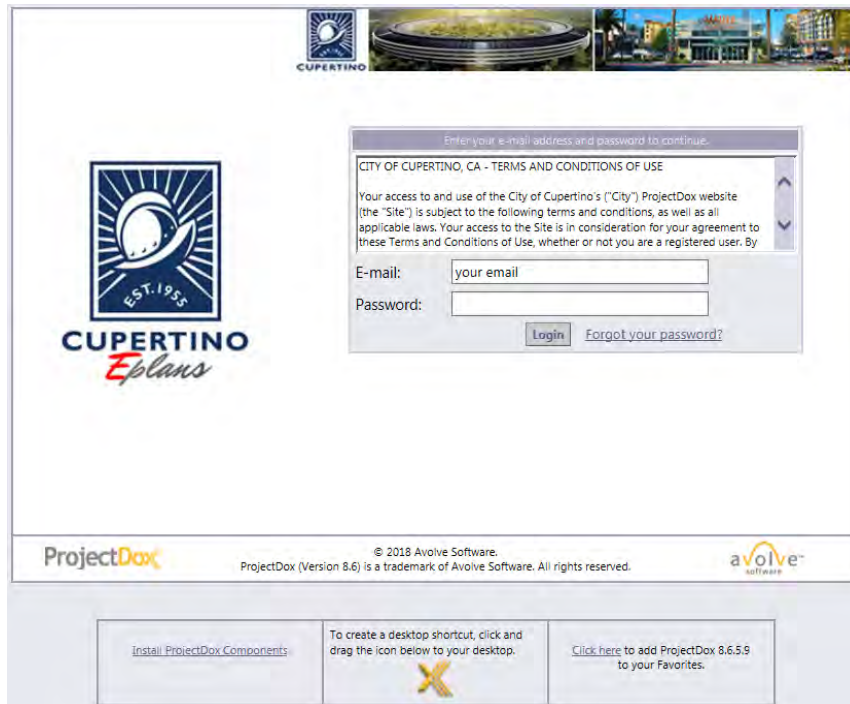 CUPERTINO
Enter your e-mail address and password to continue.
CITY OF CUPERTINO, CA - TERMS AND CONDITIONS OF USE
Your access to and use of the City of Cupertino's ("City") ProjectDox website
(the "Site") is subject to the following terms and conditions, as well as all
applicable laws. Your access to the Site is in consideration for your agreement to
these Terms and Conditions of Use, whether or not you are a registered user. By
E-mail: your email
Password:
Login Forgot your password?
EST. 1955
CUPERTINO
Eplans
ProjectDox
© 2018 Avolve Software.
ProjectDox (Version 8.6) is a trademark of Avolve Software. All rights reserved.
avolve
software
Install ProjectDox Components
To create a desktop shortcut, click and
drag the icon below to your desktop.
Click here to add ProjectDox 8.6.5.9
to your Favorites.